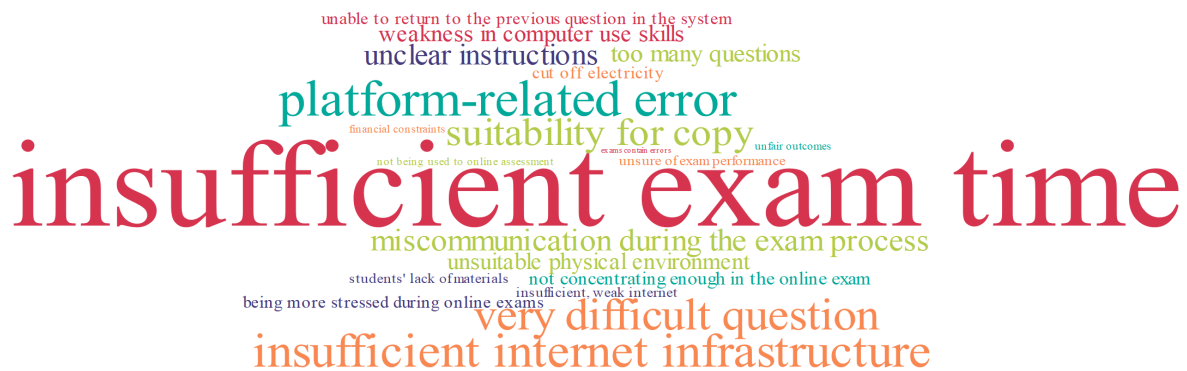 unable to return to the previous question in the system
weakness in computer use skills
unclear instructions
too many questions
cut off electricity
platform-related error
financial constraints
suitability for copy
exams contain errors
unfair outcomes
not being used to online assessment
unsure of exam performance
insufficient exam time
miscommunication during the exam process
unsuitable physical environment
students' lack of materials
not concentrating enough in the online exam
insufficient, weak internet
being more stressed during online exams
very difficult question
insufficient internet infrastructure